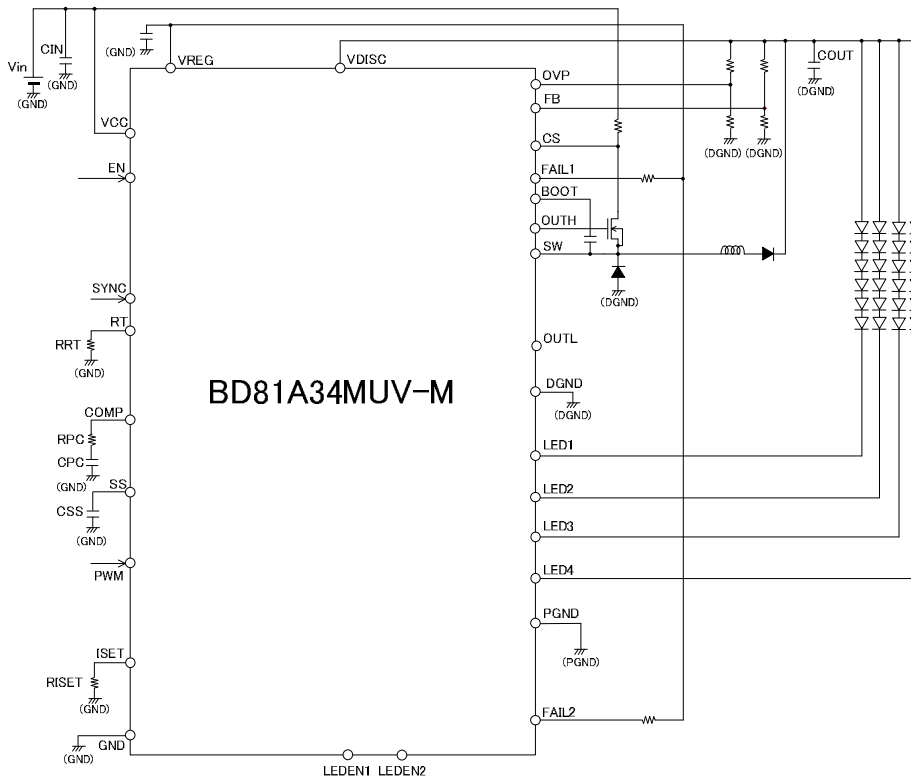 CIN
(GND)
VREG
VDISC
COUT
Vin
(GND)
(GND)
OVP
(DGND)
FB
VCC
CS
(DGND)
(DGND)
EN
FAIL1
BOOT
OUTH
SW
SYNC
(DGND)
RT
RRT
OUTL
(GND)
BD81A34MUV-M
DGND
COMP
(DGND)
RPC
LED1
CPC
(GND)
SS
LED2
CSS
(GND)
LED3
PWM
LED4
PGND
ISET
(PGND)
RISET
(GND)
FAIL2
GND
(GND)
LEDEN1 LEDEN2